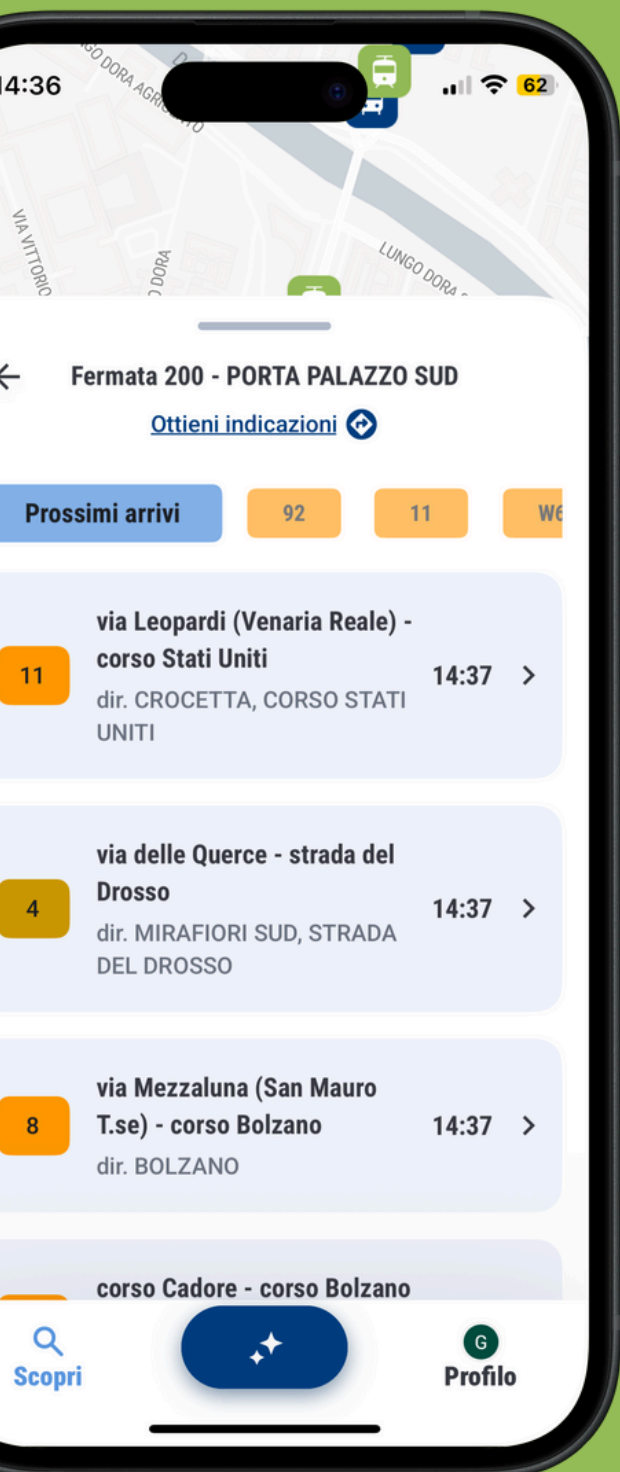 14:36
62
LUNGO DORA AGRIGENTO
VIA VITTORIO
DORA
LUNGO DORA
Fermata 200 - PORTA PALAZZO SUD
Ottieni indicazioni
Prossimi arrivi
92
11
W6
via Leopardi (Venaria Reale) -
corso Stati Uniti
11
14:37
dir. CROCETTA, CORSO STATI
UNITI
via delle Querce - strada del
Drosso
4
14:37
dir. MIRAFIORI SUD, STRADA
DEL DROSSO
via Mezzaluna (San Mauro
T.se) - corso Bolzano
8
14:37
dir. BOLZANO
corso Cadore - corso Bolzano
Scopri
G
Profilo